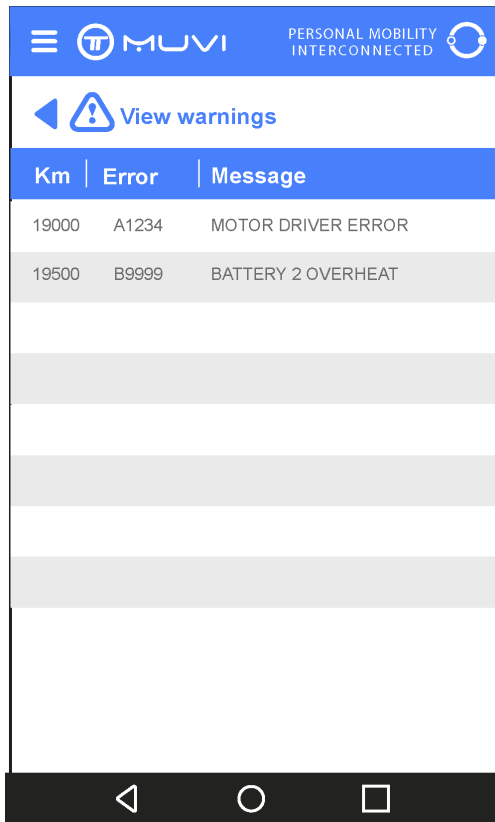 MUVI
PERSONAL MOBILITY
INTERCONNECTED
View warnings
Km Error Message
19000 A1234 MOTOR DRIVER ERROR
19500 B9999 BATTERY 2 OVERHEAT